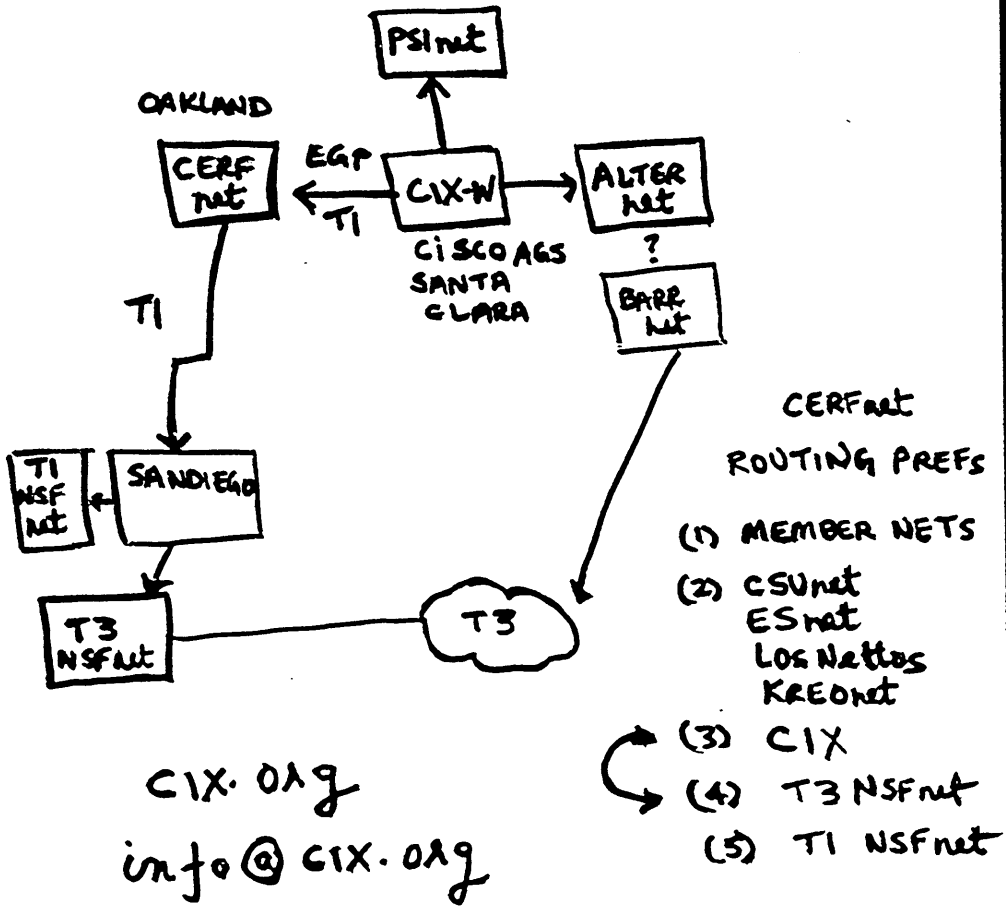 PSInet
OAKLAND
CERF
net
EGP
T1
CIX-W
ALTER
net
CISCO AGS
SANTA
CLARA
?
BARR
net
T1
CERFnet
ROUTING PREFS
(1) MEMBER NETS
(2) CSUnet
ESnet
LOS Nettos
KREOnet
(3) CIX
(4) T3 NSFnet
(5) T1 NSFnet
T1
NSF
net
SANDIEGO
T3
NSFnet
T3
CIX.org
info@CIX.org